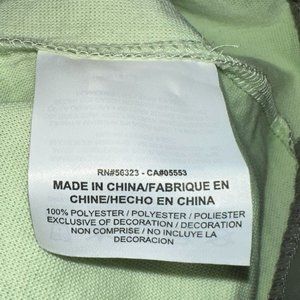 RN#56323 - CA#05553
MADE IN CHINA/FABRIQUE EN
CHINE/HECHO EN CHINA
100% POLYESTER / POLYESTER / POLIESTER
EXCLUSIVE OF DECORATION / DECORATION
NON COMPRISE / NO INCLUYE LA
DECORACION